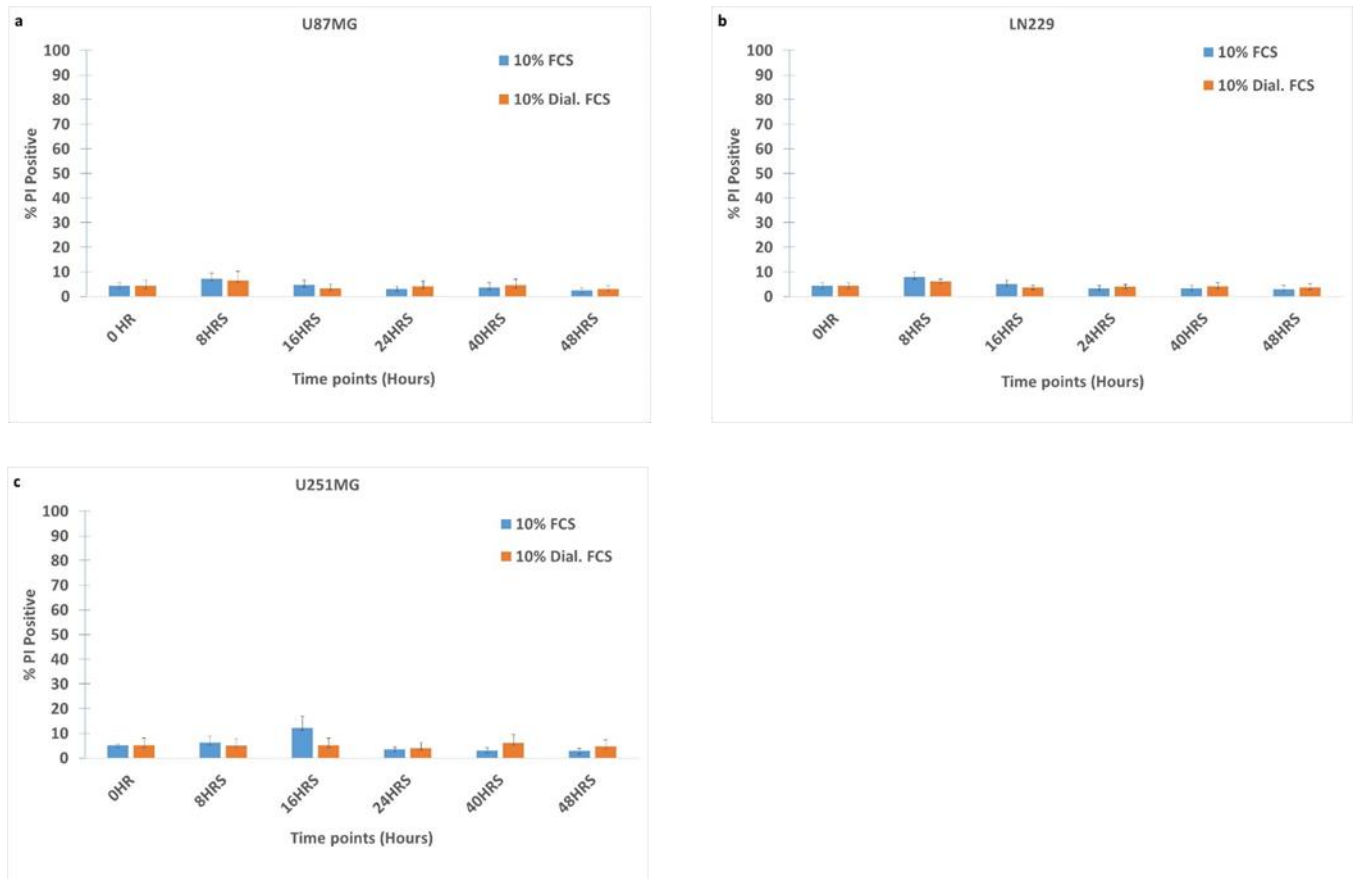 a
U87MG
100
90
80
70
60
50
40
30
20
10
0
% PI Positive
10% FCS
10% Dial. FCS
0 HR
8HRS
16HRS
24HRS
40HRS
48HRS
Time points (Hours)
b
LN229
100
90
80
70
60
50
40
30
20
10
0
% PI Positive
10% FCS
10% Dial. FCS
0HR
8HRS
16HRS
24HRS
40HRS
48HRS
Time points (Hours)
c
U251MG
100
90
80
70
60
50
40
30
20
10
0
% PI Positive
10% FCS
10% Dial. FCS
0HR
8HRS
16HRS
24HRS
40HRS
48HRS
Time points (Hours)